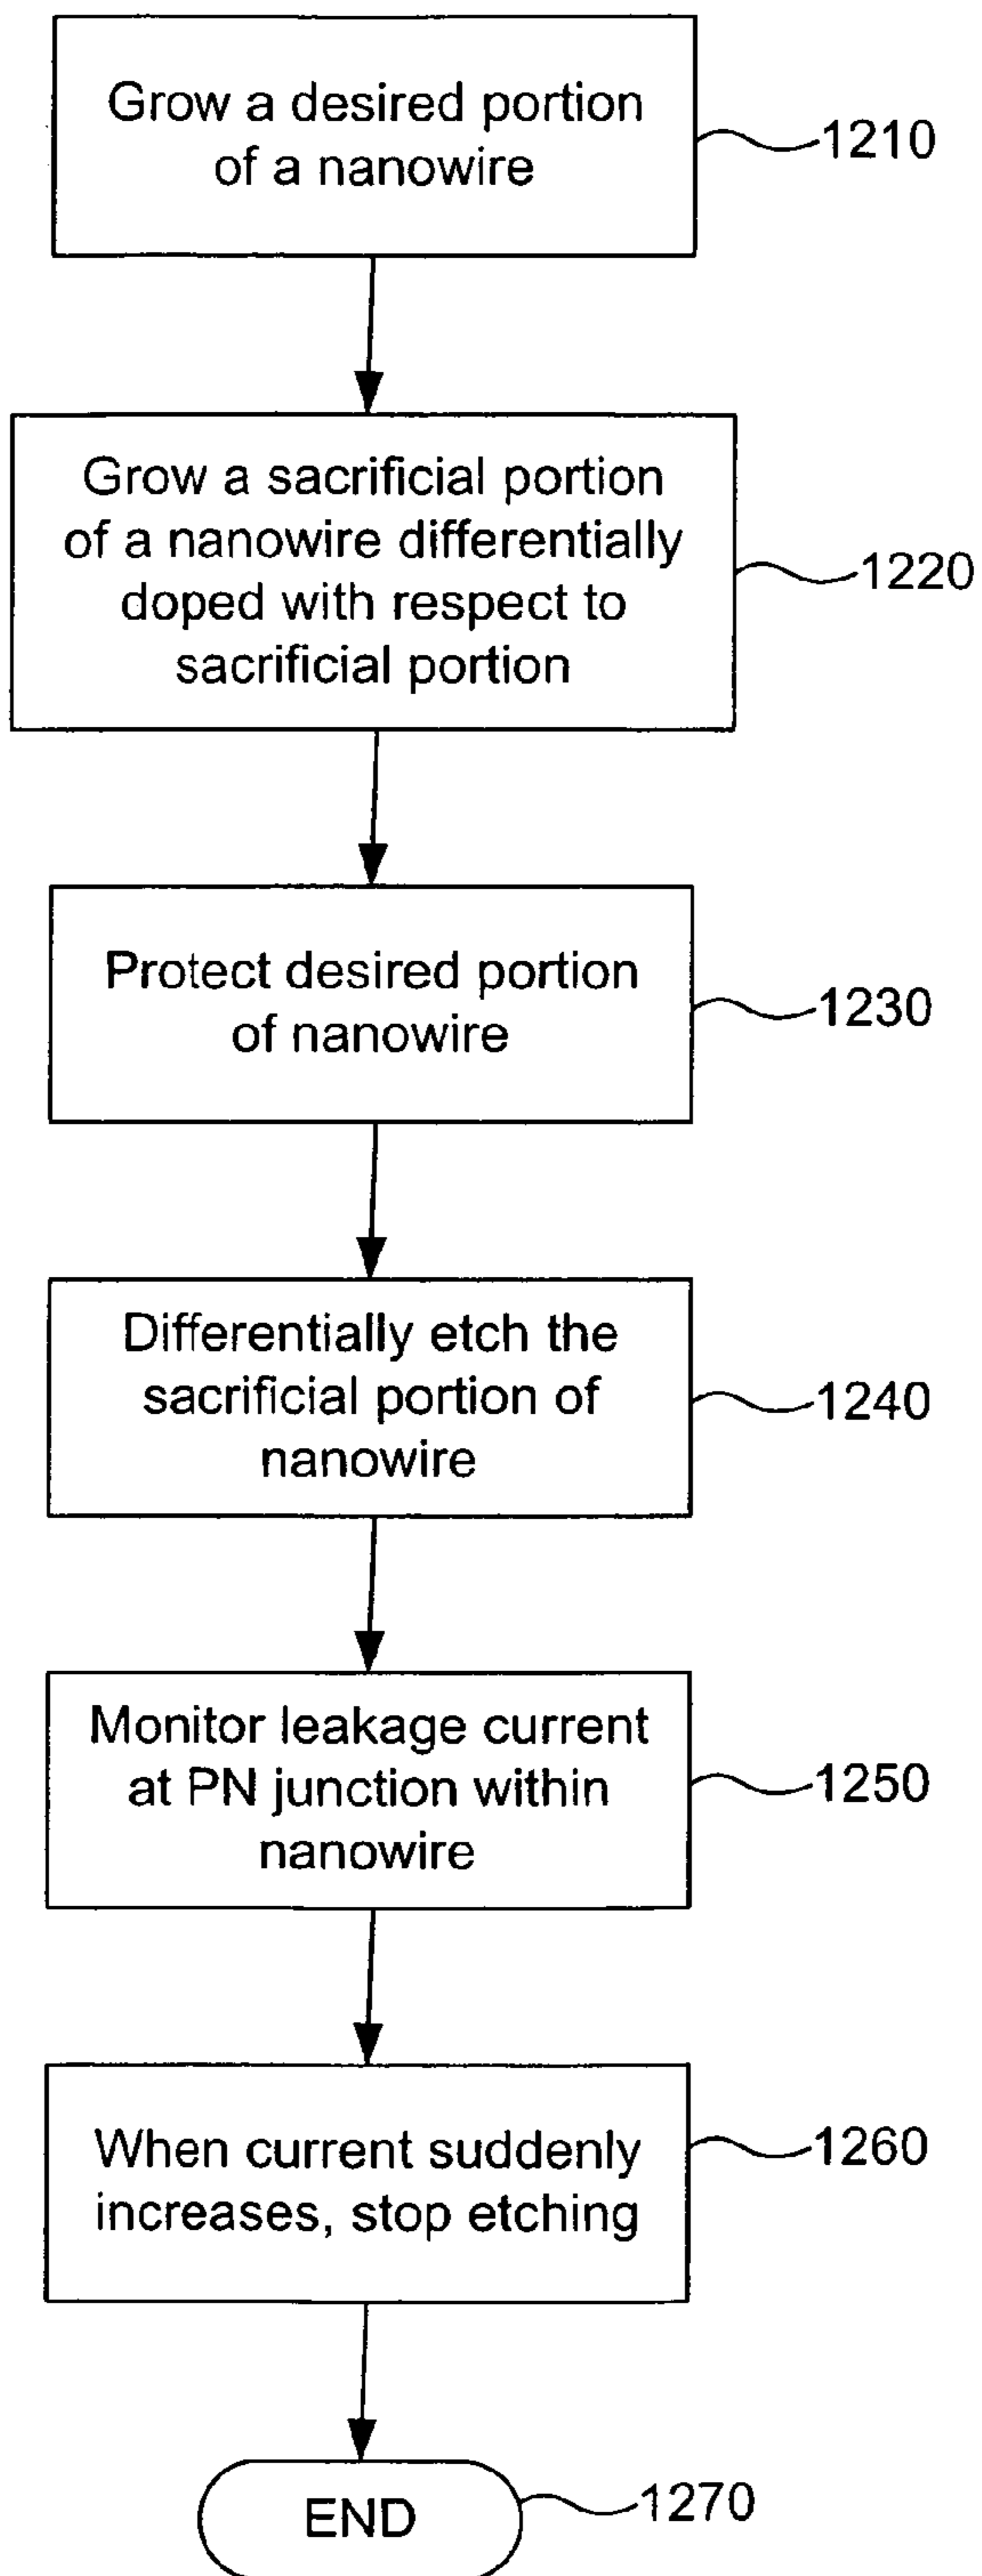 Grow a desired portion
of a nanowire
1210
Grow a sacrificial portion
of a nanowire differentially
doped with respect to
sacrificial portion
1220
Protect desired portion
of nanowire
1230
Differentially etch the
sacrificial portion of
nanowire
1240
Monitor leakage current
at PN junction within
nanowire
1250
When current suddenly
increases, stop etching
1260
END
1270